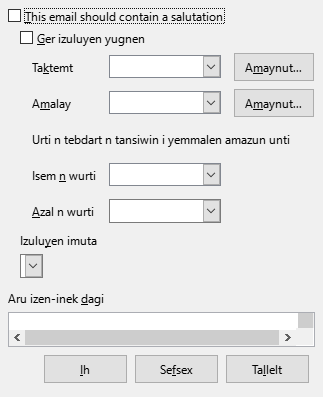 This email should contain a salutation
Ger izuluyen yugnen
Taktemt
Amaynut...
Amalay
Amaynut...
Urti n tebdart n tansiwin i yemmalen amazun unti
Isem n wurti
Azal n wurti
Izuluyen imuta
Aru izen-inek dagi
Ih
Sefsex
Tallelt